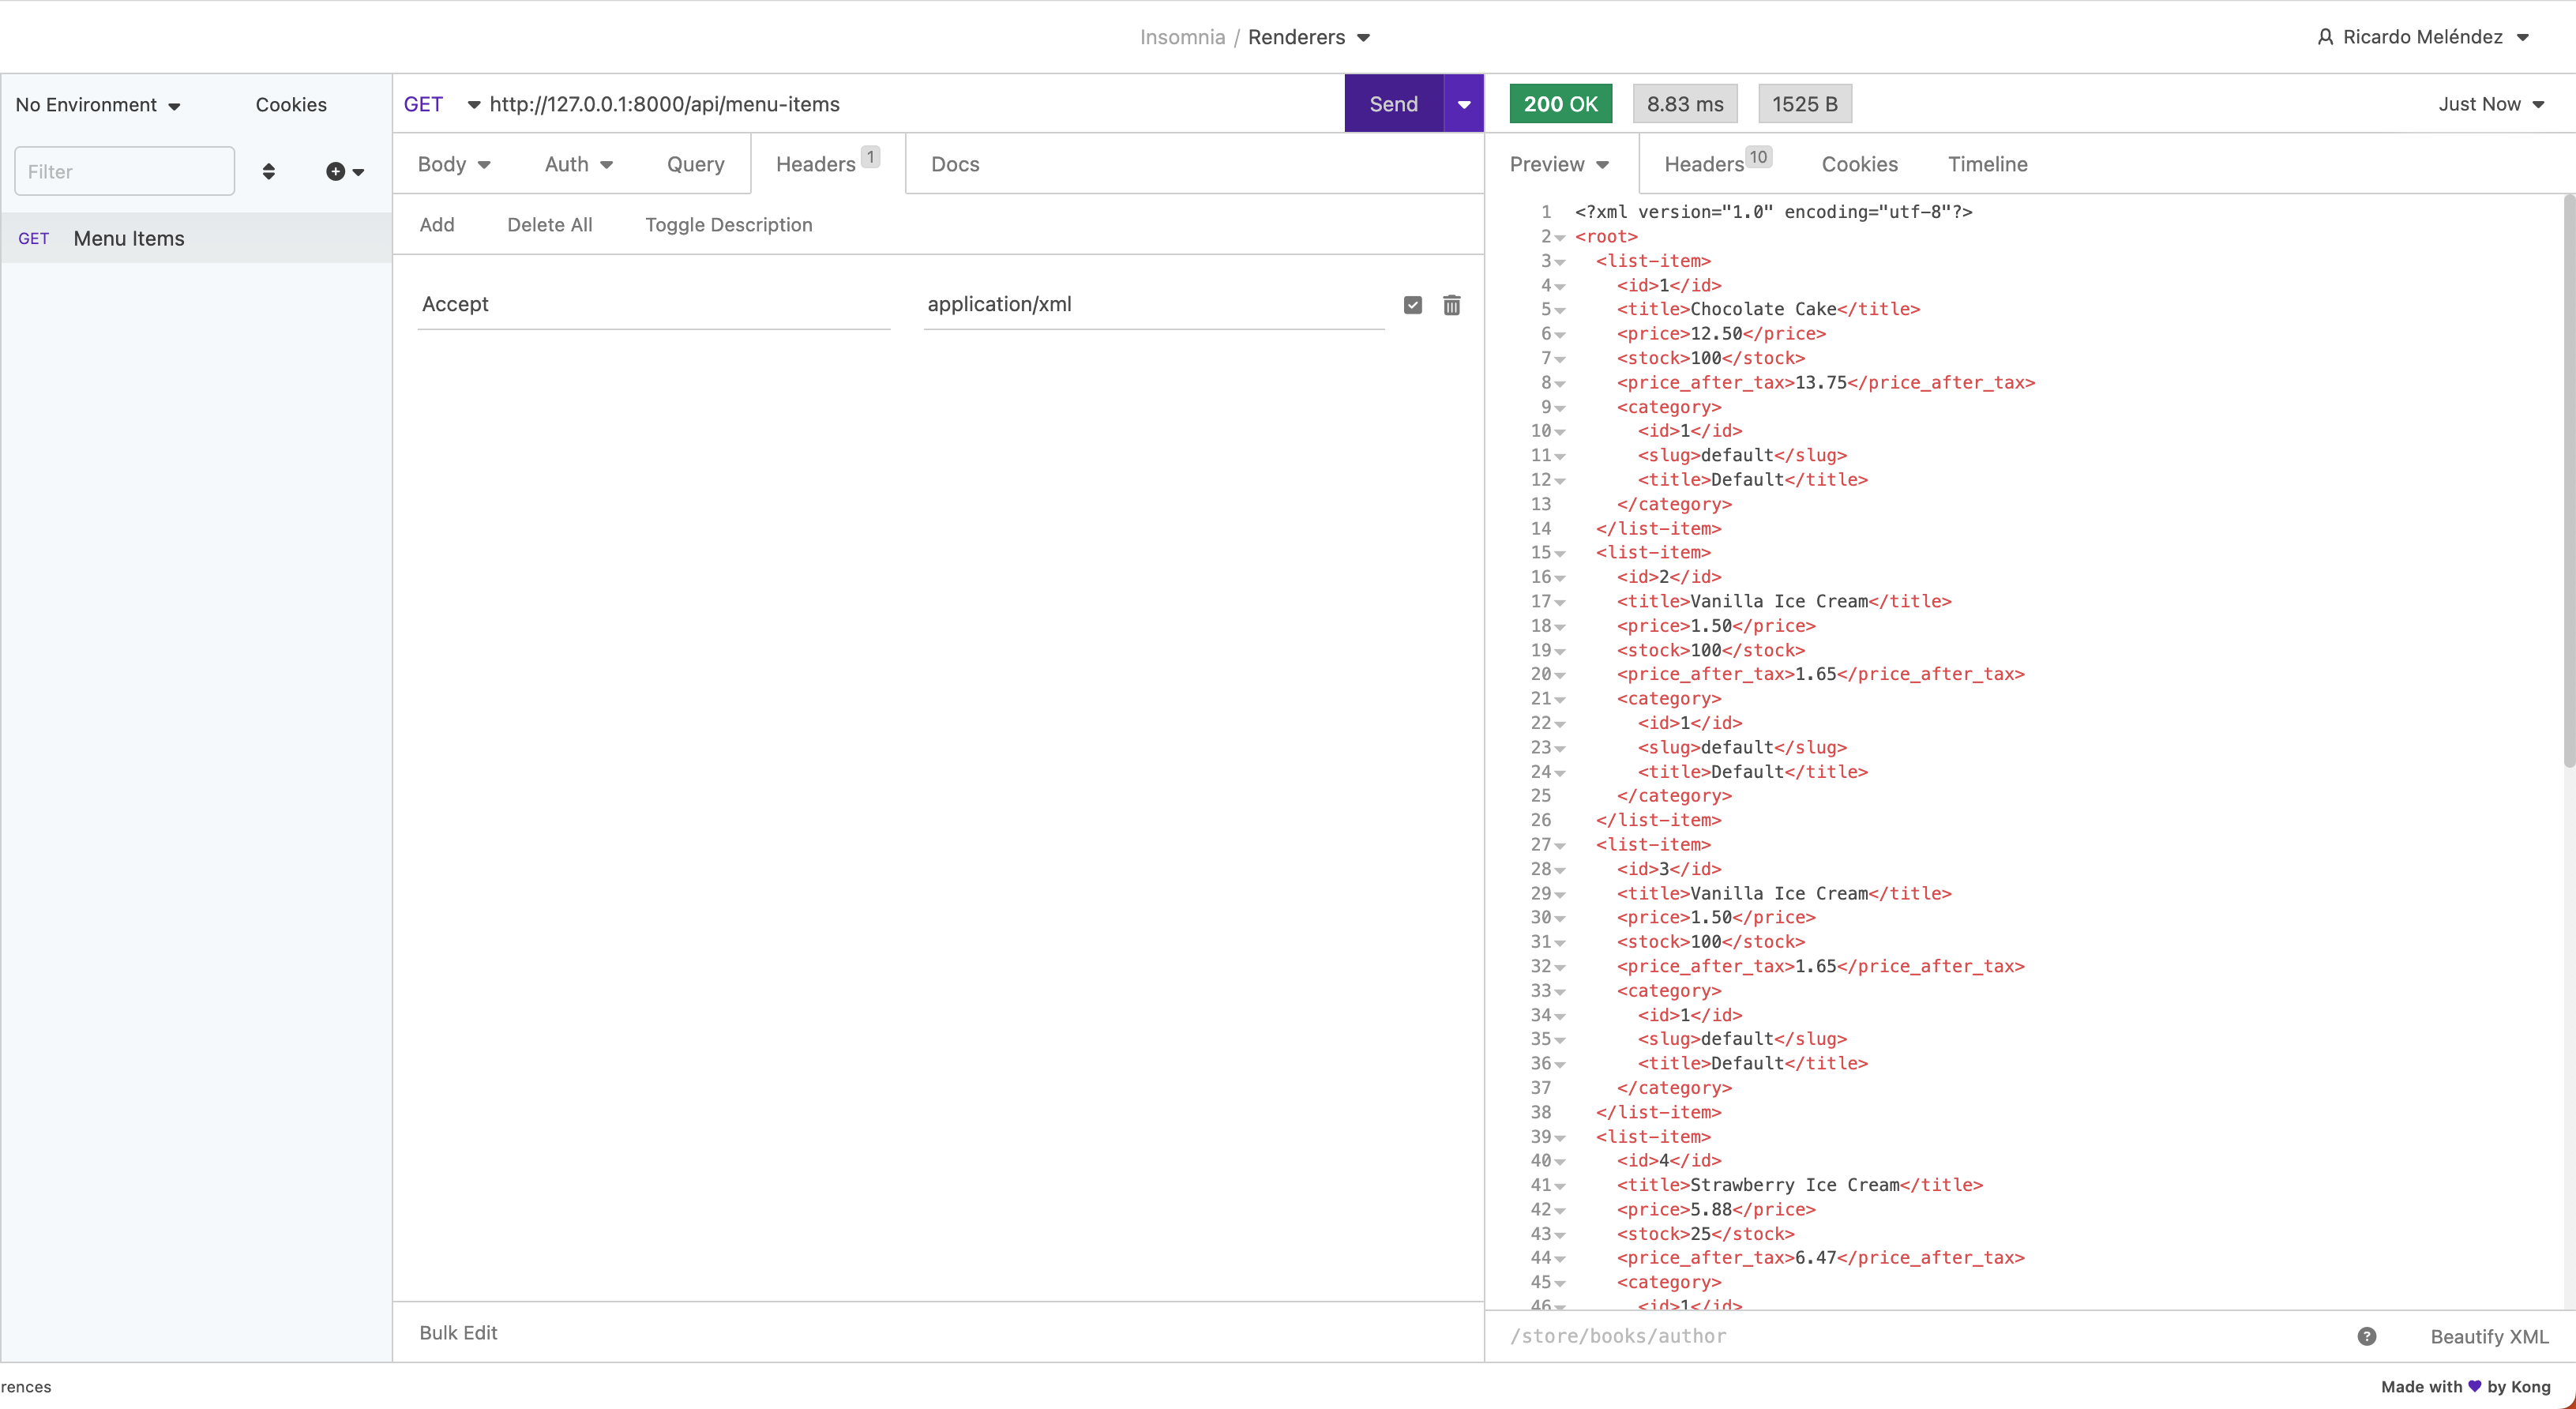 Insomnia / Renderers
Ricardo Meléndez
No Environment
Cookies
Filter
GET Menu Items
GET http://127.0.0.1:8000/api/menu-items
Send
Body Auth Query Headers 1 Docs
Add Delete All Toggle Description
Accept application/xml
Bulk Edit
200 OK 8.83 ms 1525 B Just Now
Preview Headers 10 Cookies Timeline
1 <?xml version="1.0" encoding="utf-8"?>
2 <root>
3 <list-item>
4 <id>1</id>
5 <title>Chocolate Cake</title>
6 <price>12.50</price>
7 <stock>100</stock>
8 <price_after_tax>13.75</price_after_tax>
9 <category>
10 <id>1</id>
11 <slug>default</slug>
12 <title>Default</title>
13 </category>
14 </list-item>
15 <list-item>
16 <id>2</id>
17 <title>Vanilla Ice Cream</title>
18 <price>1.50</price>
19 <stock>100</stock>
20 <price_after_tax>1.65</price_after_tax>
21 <category>
22 <id>1</id>
23 <slug>default</slug>
24 <title>Default</title>
25 </category>
26 </list-item>
27 <list-item>
28 <id>3</id>
29 <title>Vanilla Ice Cream</title>
30 <price>1.50</price>
31 <stock>100</stock>
32 <price_after_tax>1.65</price_after_tax>
33 <category>
34 <id>1</id>
35 <slug>default</slug>
36 <title>Default</title>
37 </category>
38 </list-item>
39 <list-item>
40 <id>4</id>
41 <title>Strawberry Ice Cream</title>
42 <price>5.88</price>
43 <stock>25</stock>
44 <price_after_tax>6.47</price_after_tax>
45 <category>
46 <id>1</id>
/store/books/author
Beautify XML
rences
Made with by Kong